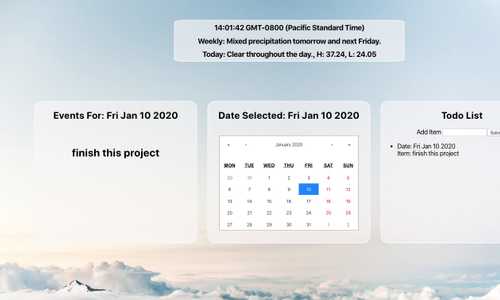 14:01:42 GMT-0800 (Pacific Standard Time)
Weekly: Mixed precipitation tomorrow and next Friday.
Today: Clear throughout the day., H: 37.24, L: 24.05
Events For: Fri Jan 10 2020
finish this project
Date Selected: Fri Jan 10 2020
« ‹ January 2020 › »
MON TUE WED THU FRI SAT SUN
30 31 1 2 3 4 5
6 7 8 9 10 11 12
13 14 15 16 17 18 19
20 21 22 23 24 25 26
27 28 29 30 31 1 2
Todo List
Add Item
• Date: Fri Jan 10 2020
Item: finish this project